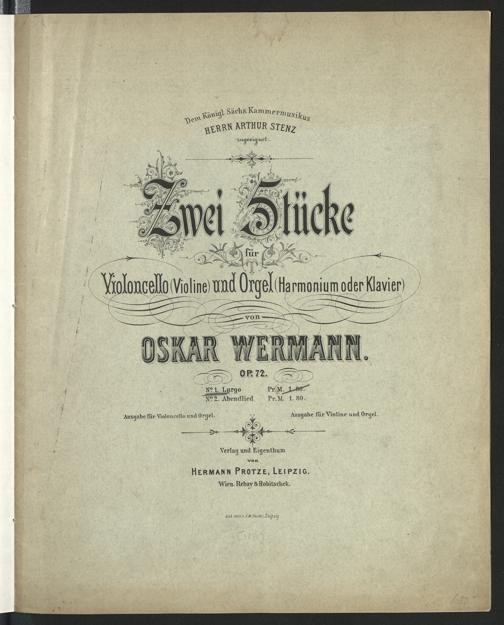 Dem Königl. Sächs. Kammermusikus
HERRN ARTHUR STENZ
zugeeignet.
Zwei Stücke
für
Violoncello (Violine) und Orgel (Harmonium oder Klavier)
von
OSKAR WERMANN.
OP. 72.
No 1. Largo Pr. M. 1.80.
No 2. Abendlied Pr. M. 1.80.
Ausgabe für Violoncello und Orgel. Ausgabe für Violine und Orgel.
Verlag und Eigenthum
von
HERMANN PROTZE, LEIPZIG.
Wien. Rebay & Robitschek.
Leipzig